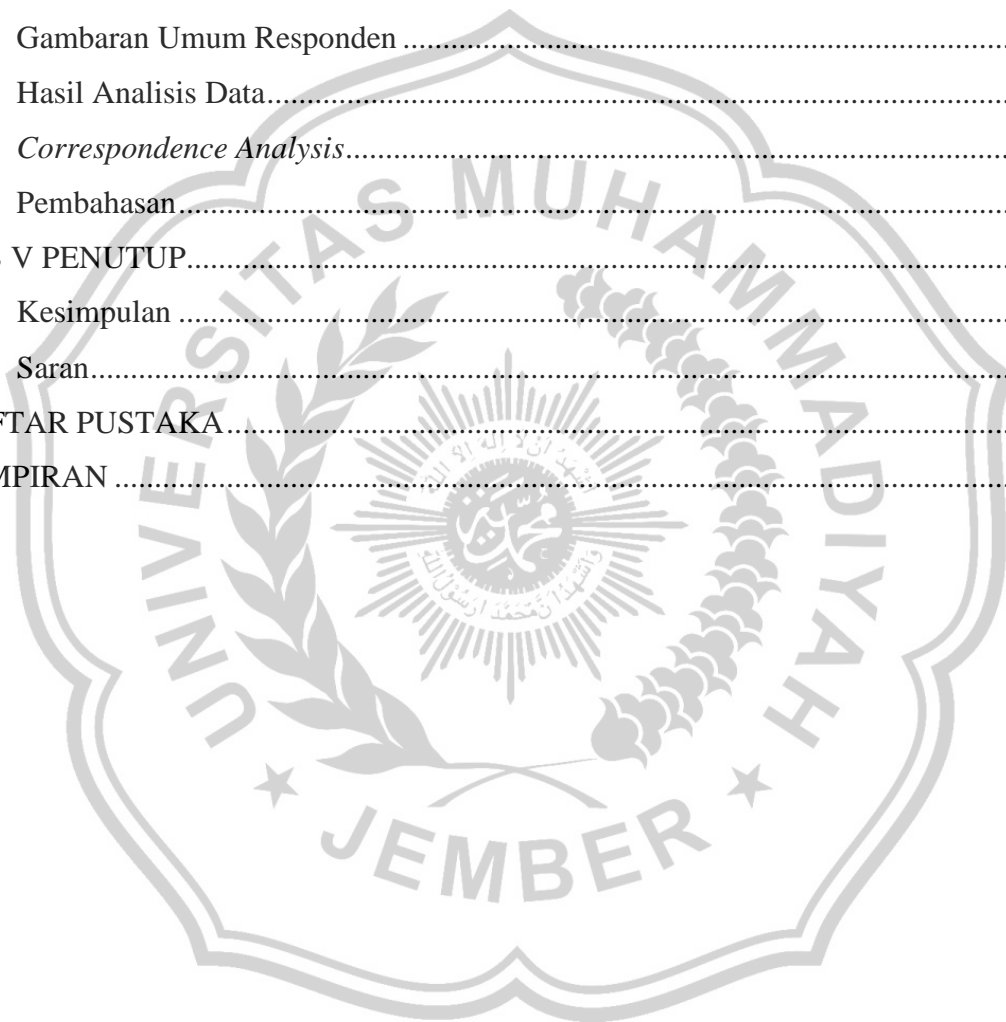 Gambaran Umum Responden ................................................................
Hasil Analisis Data................................................................
Correspondence Analysis................................................................
Pembahasan................................................................
V PENUTUP................................................................
Kesimpulan ................................................................
Saran................................................................
FTAR PUSTAKA................................................................
MPIRAN ................................................................
UNIVERSITAS MUHAMMADIYAH
JEMBER